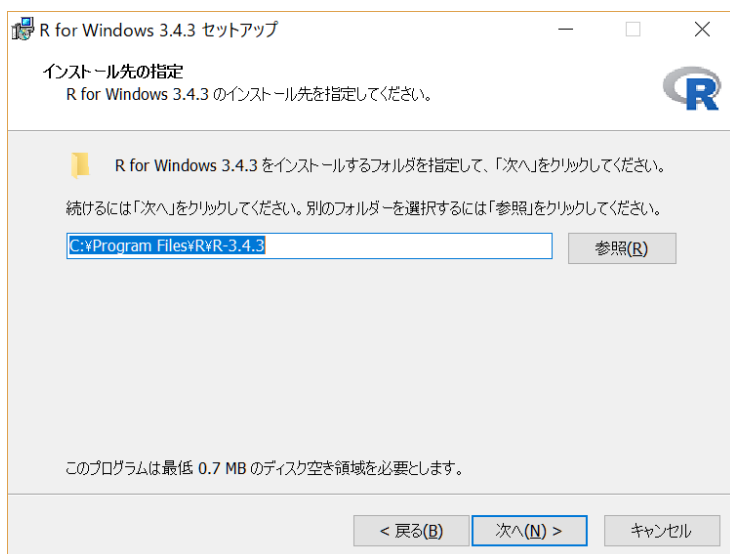 R for Windows 3.4.3 セットアップ
インストール先の指定
R for Windows 3.4.3 のインストール先を指定してください。
R
R for Windows 3.4.3 をインストールするフォルダを指定して、「次へ」をクリックしてください。
続けるには「次へ」をクリックしてください。別のフォルダーを選択するには「参照」をクリックしてください。
C:¥Program Files¥R¥R-3.4.3
参照(R)
このプログラムは最低 0.7 MB のディスク空き領域を必要とします。
< 戻る(B)
次へ(N) >
キャンセル